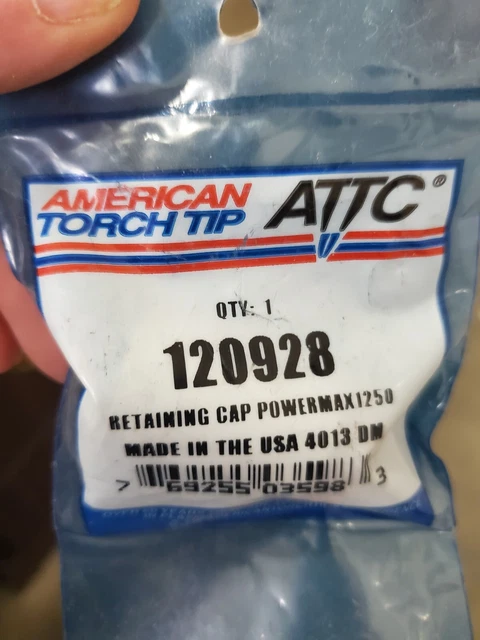 AMERICAN
TORCH TIP
ATTC®
QTY: 1
120928
RETAINING CAP POWERMAX1250
MADE IN THE USA 4013 DM
7 69255 03598 3